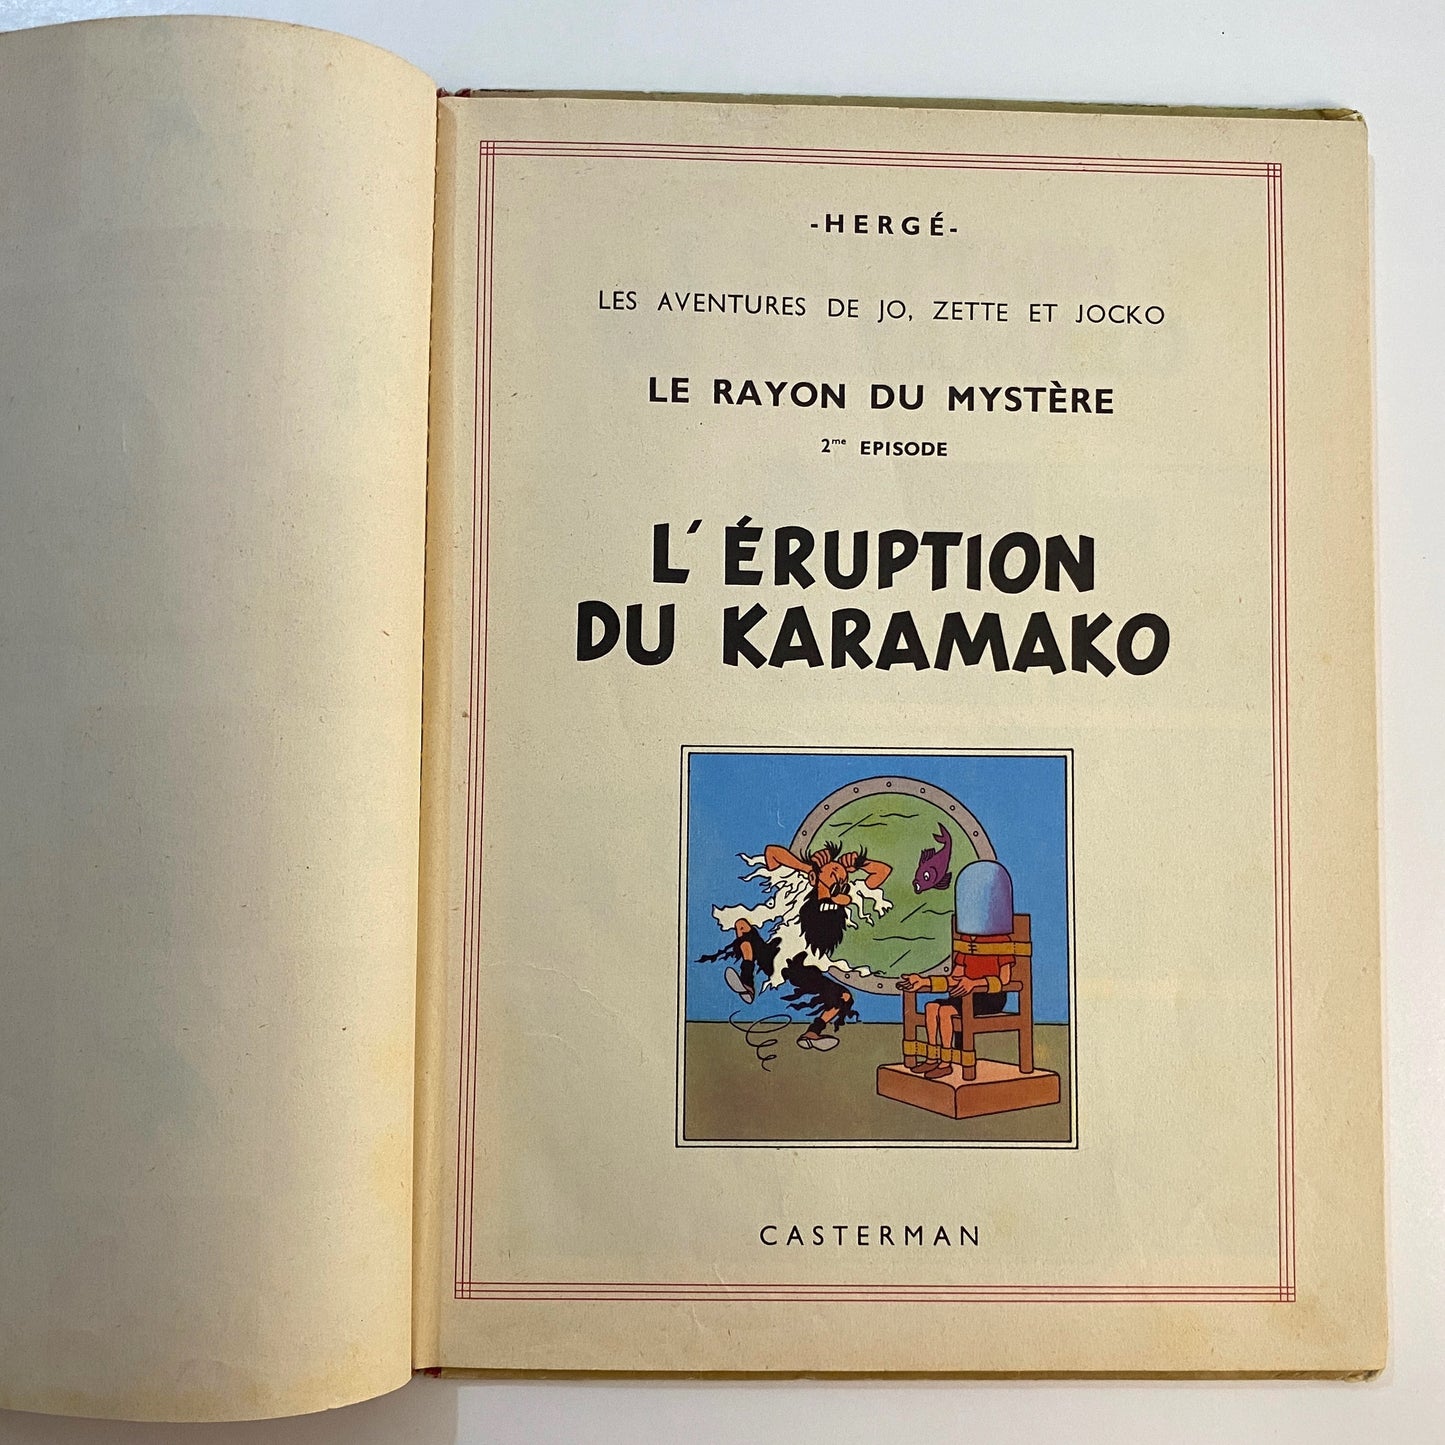 -HERGÉ-
LES AVENTURES DE JO, ZETTE ET JOCKO
LE RAYON DU MYSTÈRE
2me EPISODE
L'ÉRUPTION
DU KARAMAKO
CASTERMAN